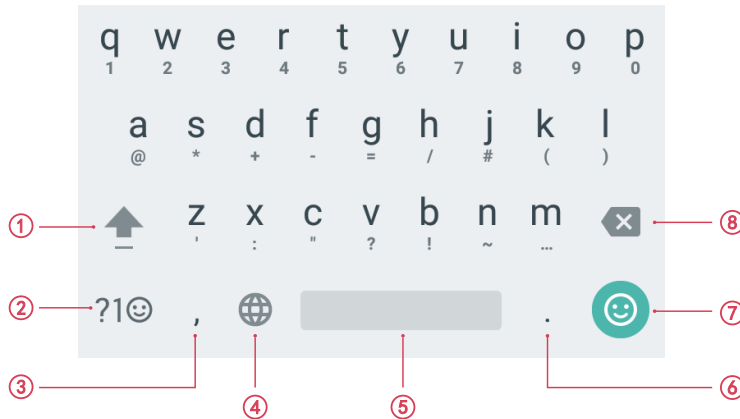 q w e r t y u i o p
1 2 3 4 5 6 7 8 9 0
a s d f g h j k l
@ * + - = / # ( )
① z x c v b n m ⑧
' : " ? ! ~ ...
② ?1☺ , . ⑦
③ ④ ⑤ ⑥